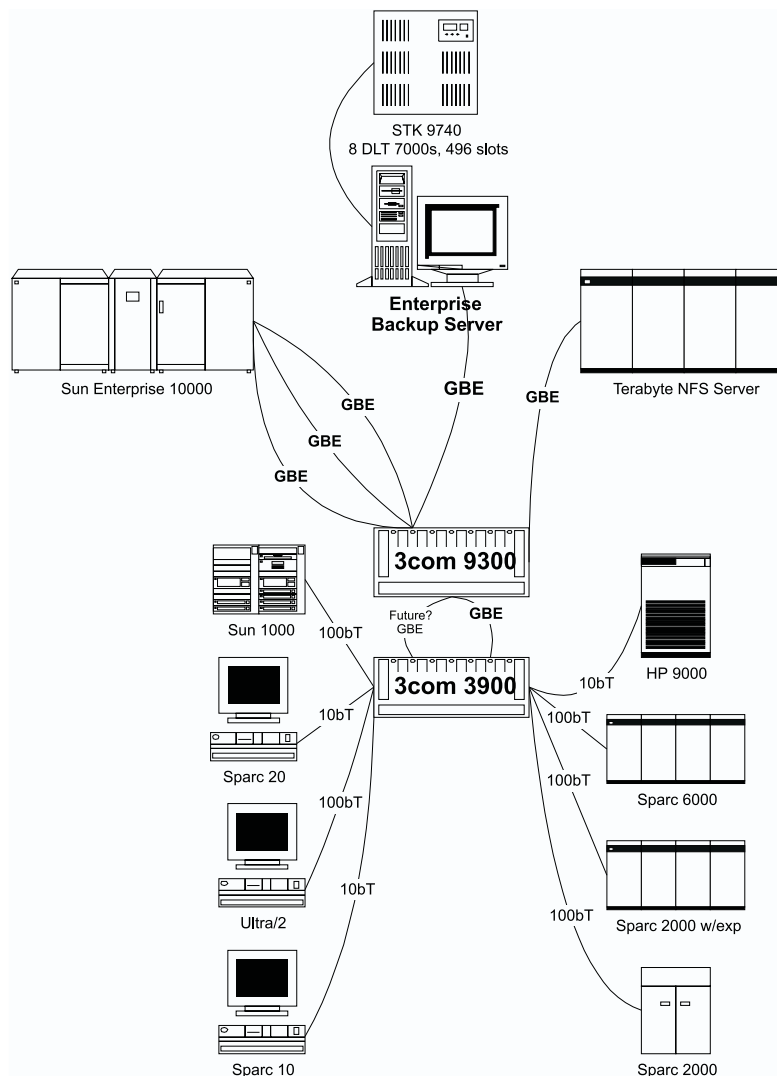 STK 9740
8 DLT 7000s, 496 slots
Enterprise
Backup Server
Sun Enterprise 10000
Terabyte NFS Server
GBE
GBE
GBE
GBE
GBE
3com 9300
Sun 1000
Future?
GBE
GBE
HP 9000
100bT
3com 3900
10bT
10bT
100bT
Sparc 20
Sparc 6000
100bT
100bT
Ultra/2
10bT
100bT
Sparc 2000 w/exp
Sparc 10
Sparc 2000